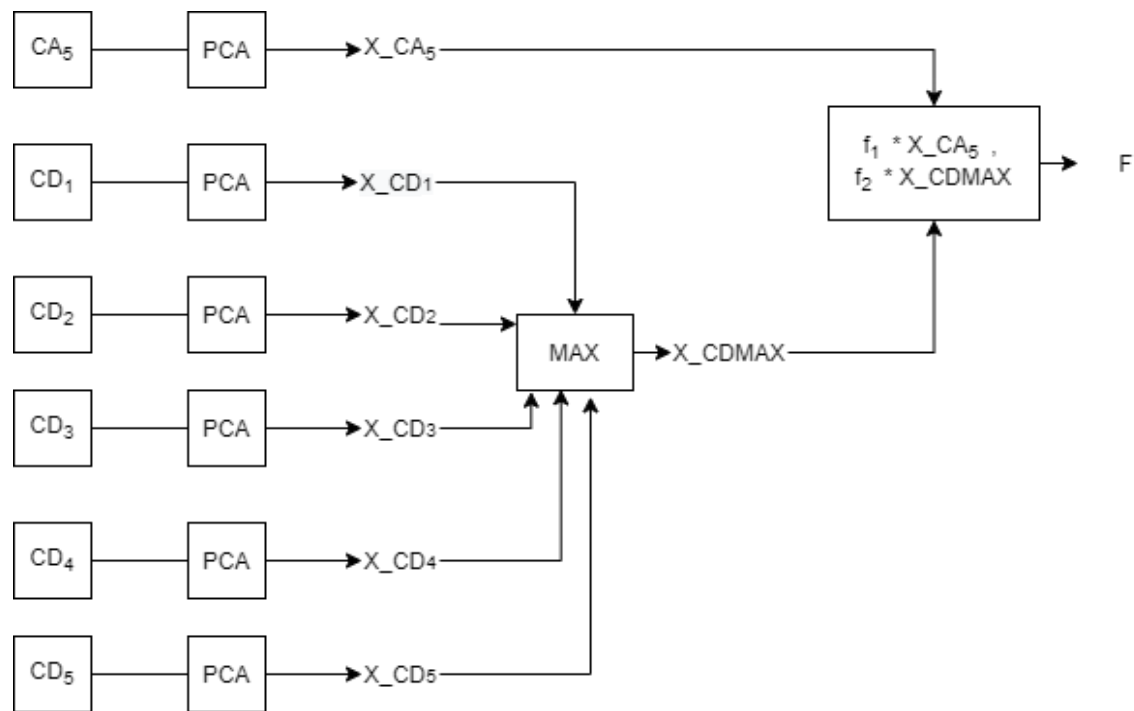 CA₅ PCA X_CA₅
f₁ * X_CA₅ ,
f₂ * X_CDMAX
F
CD₁ PCA X_CD₁
CD₂ PCA X_CD₂
MAX X_CDMAX
CD₃ PCA X_CD₃
CD₄ PCA X_CD₄
CD₅ PCA X_CD₅